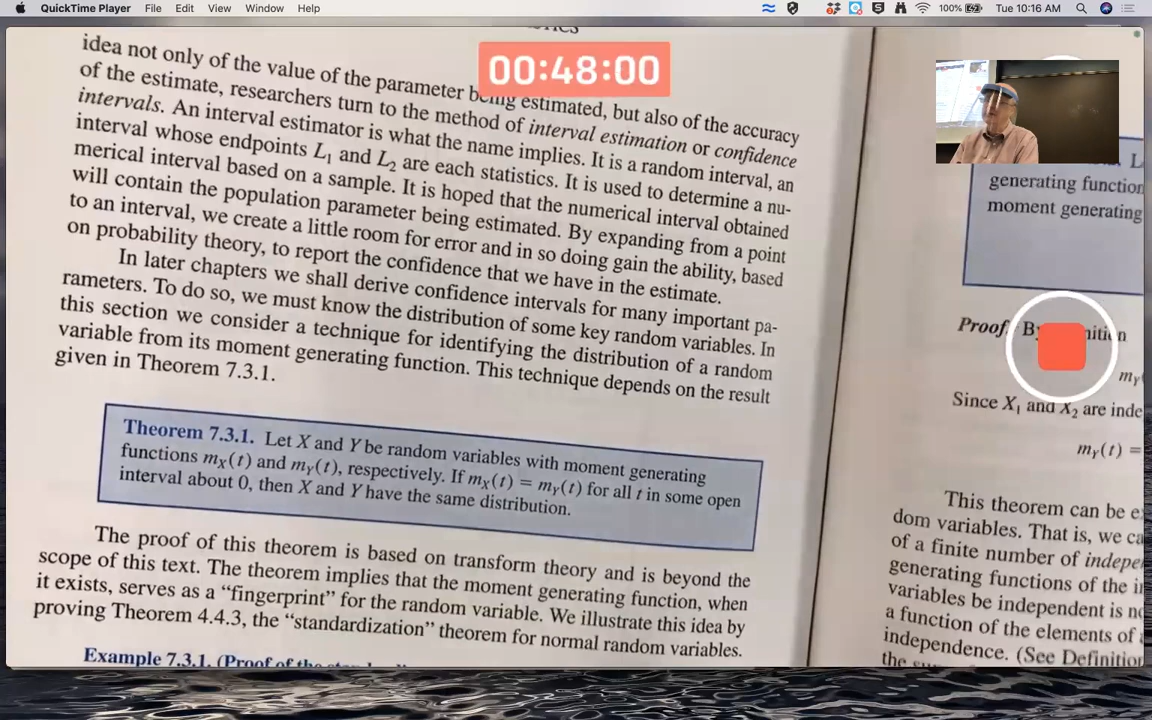 QuickTime Player File Edit View Window Help 100% Tue 10:16 AM
00:48:00
idea not only of the value of the parameter being estimated, but also of the accuracy
of the estimate, researchers turn to the method of interval estimation or confidence
intervals. An interval estimator is what the name implies. It is a random interval, an
interval whose endpoints L₁ and L₂ are each statistics. It is used to determine a nu-
merical interval based on a sample. It is hoped that the numerical interval obtained
will contain the population parameter being estimated. By expanding from a point
to an interval, we create a little room for error and in so doing gain the ability, based
on probability theory, to report the confidence that we have in the estimate.
In later chapters we shall derive confidence intervals for many important pa-
rameters. To do so, we must know the distribution of some key random variables. In
this section we consider a technique for identifying the distribution of a random
variable from its moment generating function. This technique depends on the result
given in Theorem 7.3.1.
Theorem 7.3.1. Let X and Y be random variables with moment generating
functions mX(t) and mY(t), respectively. If mX(t) = mY(t) for all t in some open
interval about 0, then X and Y have the same distribution.
The proof of this theorem is based on transform theory and is beyond the
scope of this text. The theorem implies that the moment generating function, when
it exists, serves as a “fingerprint” for the random variable. We illustrate this idea by
proving Theorem 4.4.3, the “standardization” theorem for normal random variables.
Example 7.3.1. (Proof of the
L
generating function
moment generating
Proof. By
mY
Since X₁ and X₂ are inde
mY(t) =
This theorem can be e
dom variables. That is, we ca
of a finite number of indepe
generating functions of the i
variables be independent is n
a function of the elements of
independence. (See Definition
the